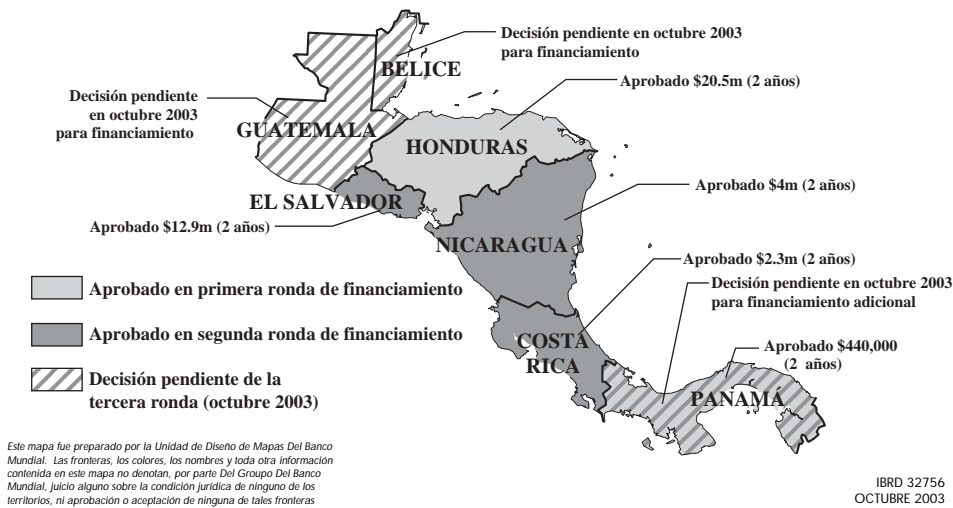 Decisión pendiente en octubre 2003
para financiamiento
BELICE
Aprobado $20.5m (2 años)
Decisión pendiente
en octubre 2003
para financiamiento
GUATEMALA
HONDURAS
Aprobado $4m (2 años)
EL SALVADOR
Aprobado $12.9m (2 años)
NICARAGUA
Aprobado $2.3m (2 años)
Decisión pendiente en octubre 2003
para financiamiento adicional
Aprobado en primera ronda de financiamiento
Aprobado en segunda ronda de financiamiento
COSTA
RICA
Aprobado $440,000
(2 años)
PANAMÁ
Decisión pendiente de la
tercera ronda (octubre 2003)
Este mapa fue preparado por la Unidad de Diseño de Mapas Del Banco
Mundial. Las fronteras, los colores, los nombres y toda otra información
contenida en este mapa no denotan, por parte Del Groupo Del Banco
Mundial, juicio alguno sobre la condición jurídica de ninguno de los
territorios, ni aprobación o aceptación de ninguna de tales fronteras
IBRD 32756
OCTUBRE 2003